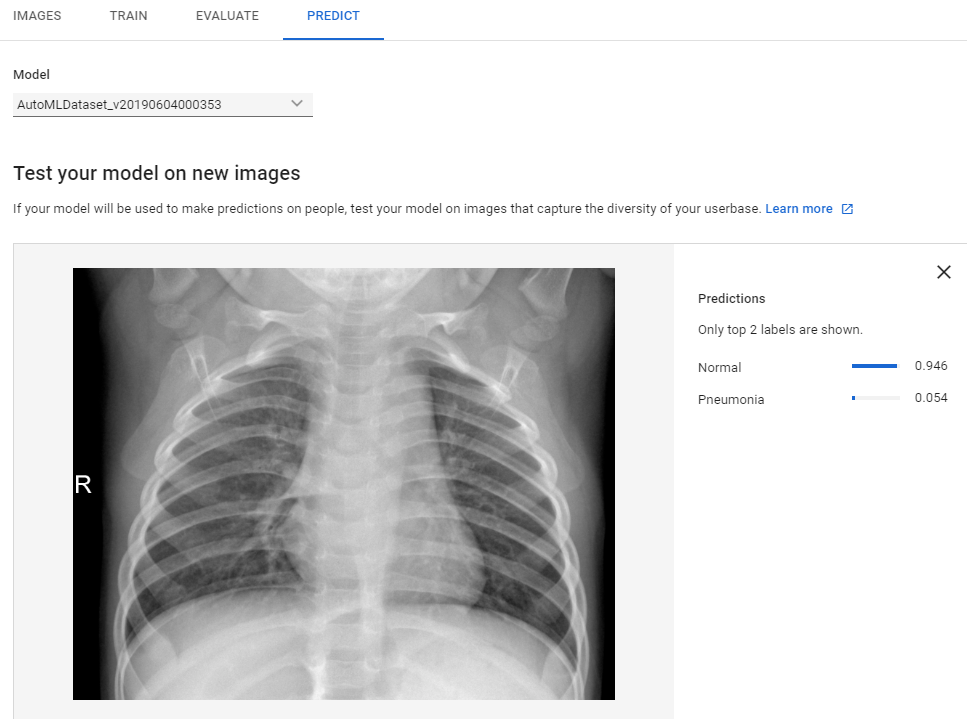 IMAGES TRAIN EVALUATE PREDICT
Model
AutoMLDataset_v20190604000353
Test your model on new images
If your model will be used to make predictions on people, test your model on images that capture the diversity of your userbase. Learn more
Predictions
Only top 2 labels are shown.
Normal 0.946
Pneumonia 0.054
R